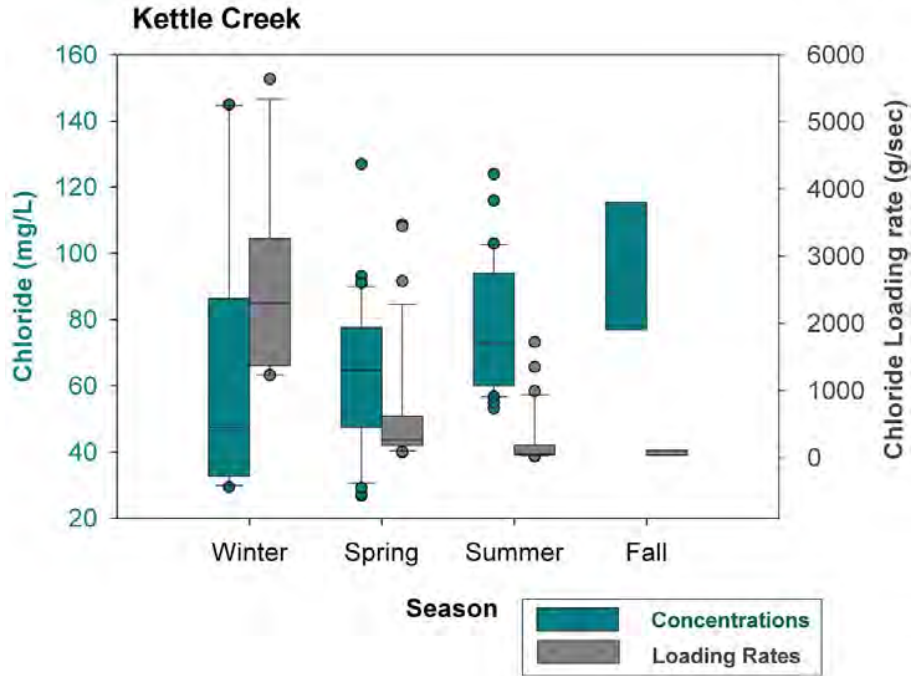 Kettle Creek
160
140
120
100
80
60
40
20
Chloride (mg/L)
6000
5000
4000
3000
2000
1000
0
Chloride Loading rate (g/sec)
Winter Spring Summer Fall
Season
Concentrations
Loading Rates